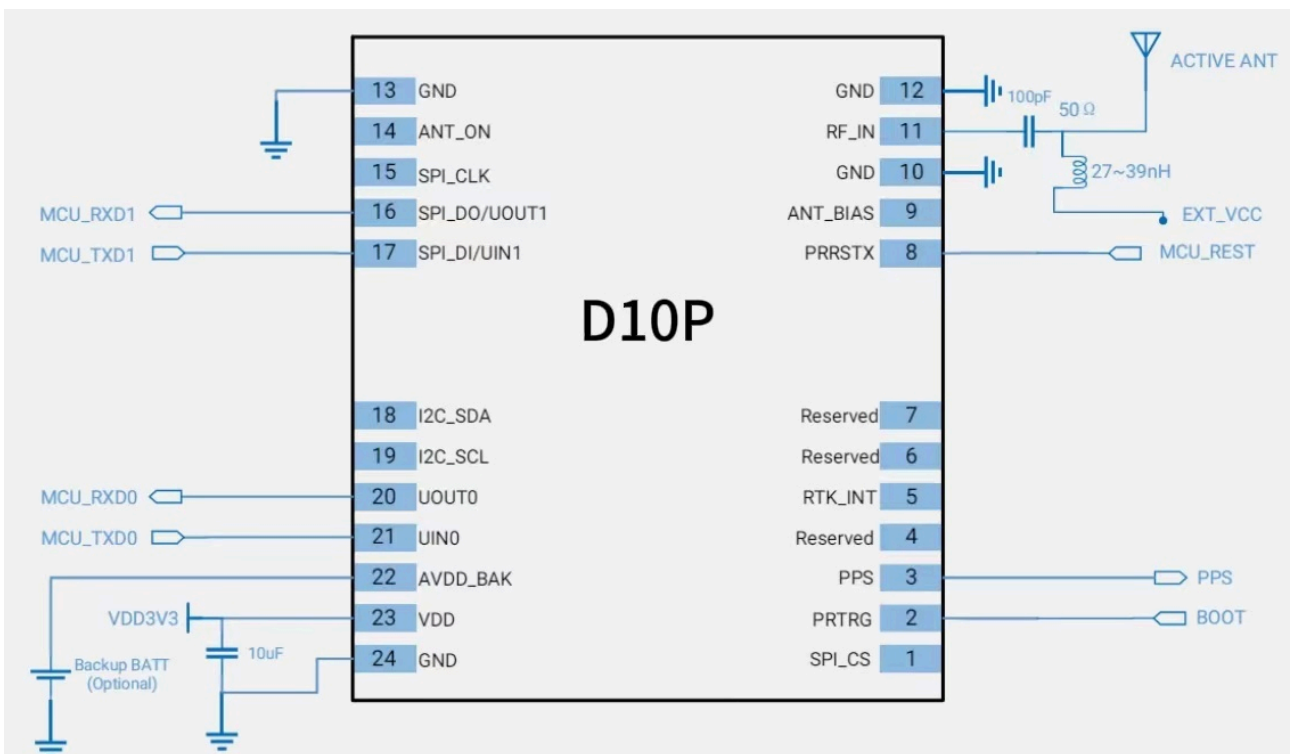 ACTIVE ANT
13 GND
GND 12
100pF
50 Ω
14 ANT_ON
RF_IN 11
15 SPI_CLK
GND 10
27~39nH
MCU_RXD1
16 SPI_DO/UOUT1
ANT_BIAS 9
EXT_VCC
MCU_TXD1
17 SPI_DI/UIN1
PRRSTX 8
MCU_REST
D10P
18 I2C_SDA
Reserved 7
19 I2C_SCL
Reserved 6
MCU_RXD0
20 UOUT0
RTK_INT 5
MCU_TXD0
21 UIN0
Reserved 4
22 AVDD_BAK
PPS 3
PPS
VDD3V3
23 VDD
PRTRG 2
BOOT
10uF
24 GND
SPI_CS 1
Backup BATT
(Optional)